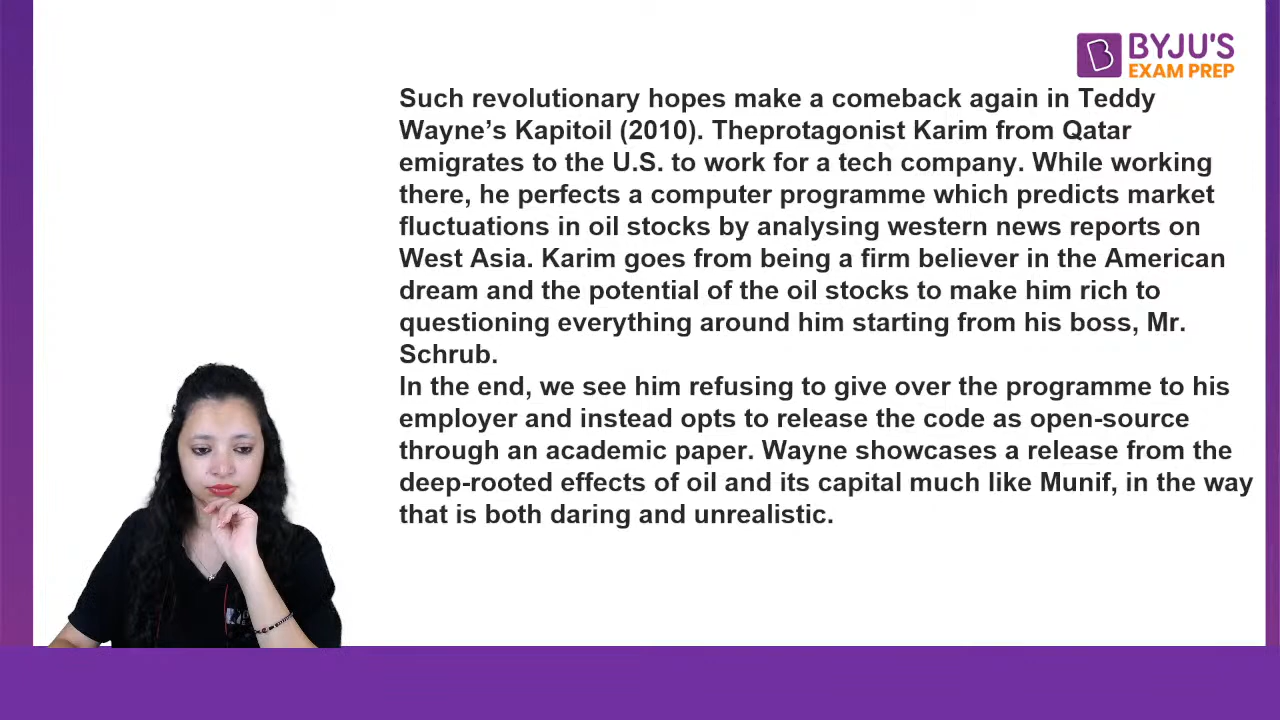 BYJU'S
EXAM PREP
Such revolutionary hopes make a comeback again in Teddy
Wayne’s Kapitoil (2010). Theprotagonist Karim from Qatar
emigrates to the U.S. to work for a tech company. While working
there, he perfects a computer programme which predicts market
fluctuations in oil stocks by analysing western news reports on
West Asia. Karim goes from being a firm believer in the American
dream and the potential of the oil stocks to make him rich to
questioning everything around him starting from his boss, Mr.
Schrub.
In the end, we see him refusing to give over the programme to his
employer and instead opts to release the code as open-source
through an academic paper. Wayne showcases a release from the
deep-rooted effects of oil and its capital much like Munif, in the way
that is both daring and unrealistic.